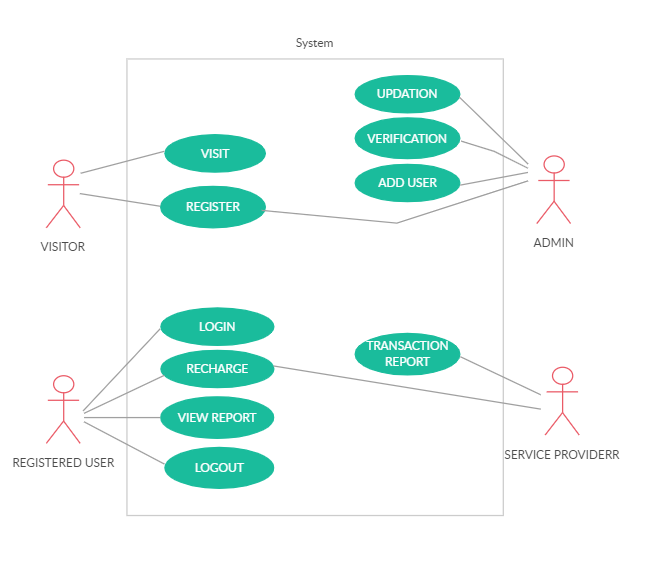 System
UPDATION
VERIFICATION
VISIT
ADD USER
REGISTER
VISITOR
ADMIN
LOGIN
TRANSACTION
REPORT
RECHARGE
VIEW REPORT
REGISTERED USER
LOGOUT
SERVICE PROVIDERR